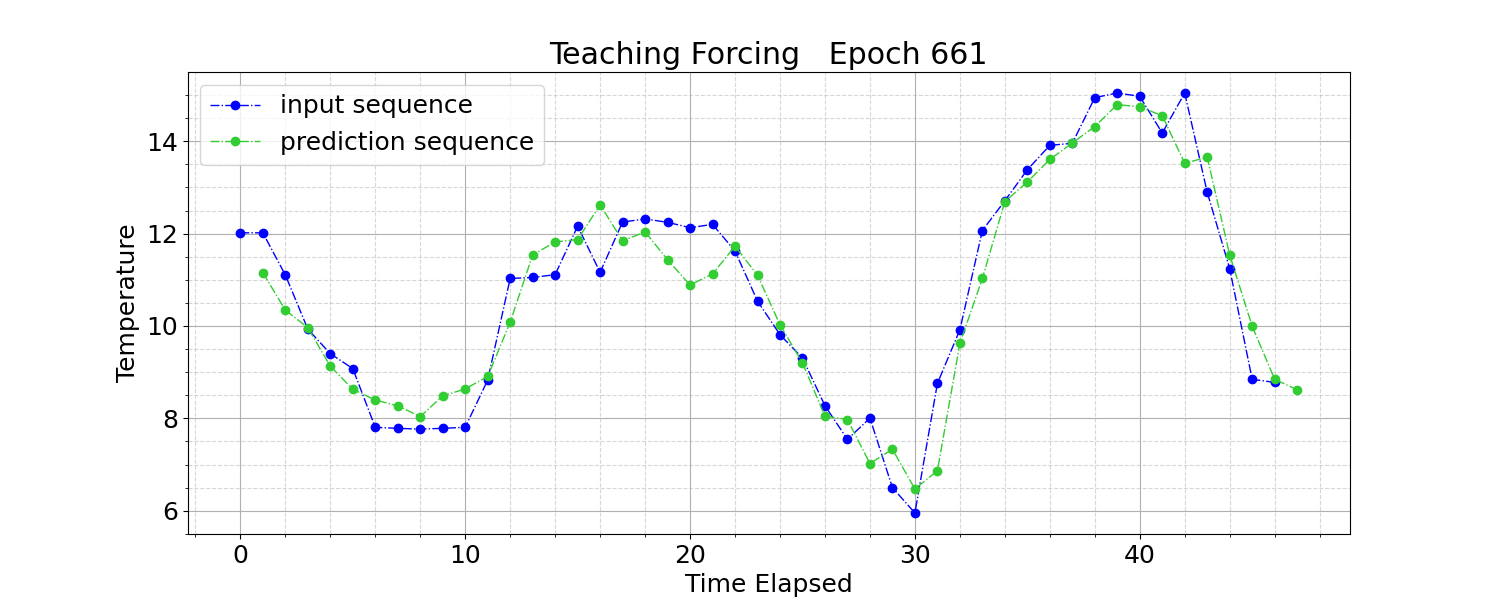 Teaching Forcing   Epoch 661
input sequence
prediction sequence
Temperature
14
12
10
8
6
0 10 20 30 40
Time Elapsed